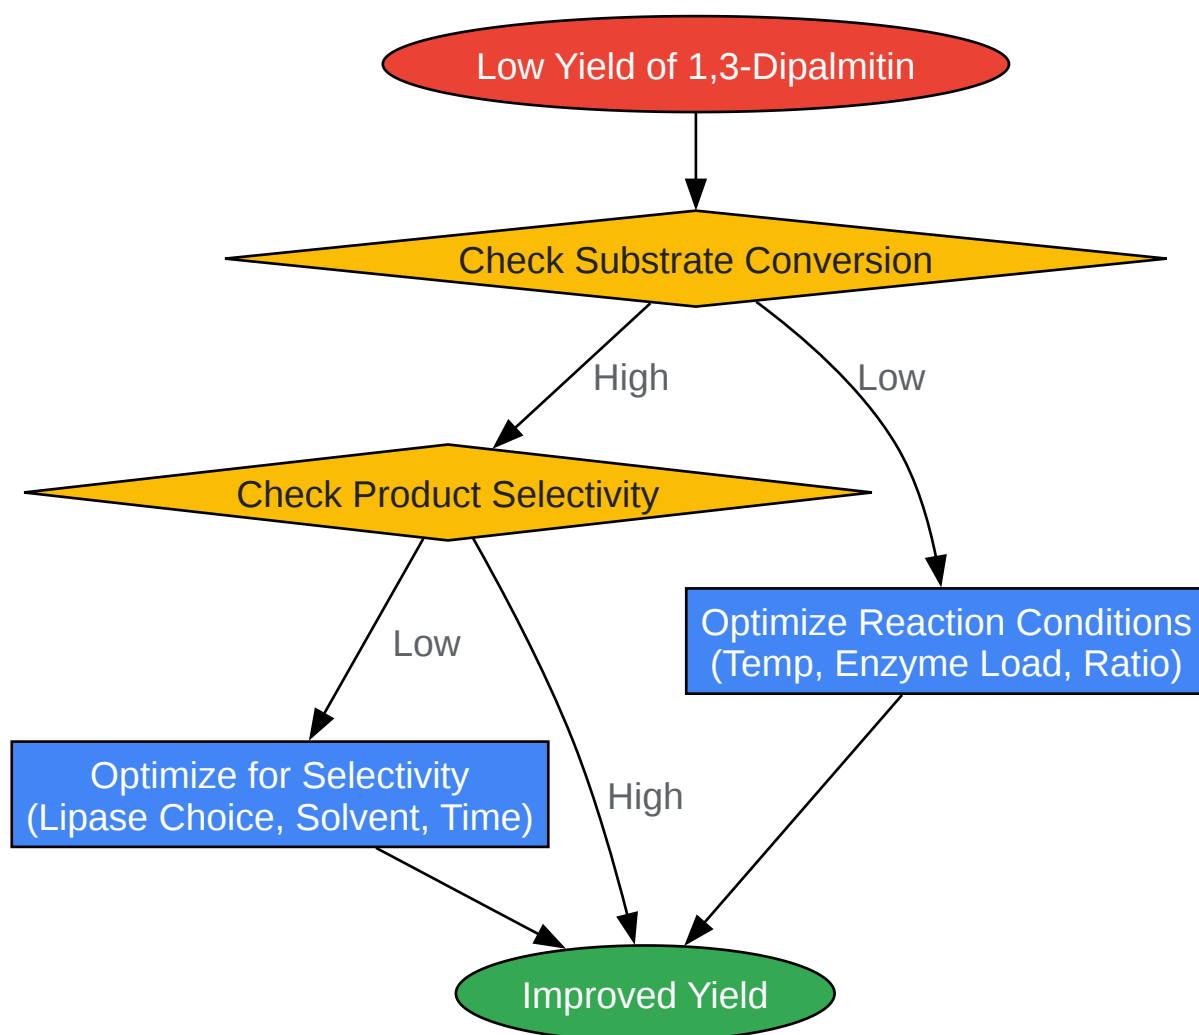 Low Yield of 1,3-Dipalmitin
Check Substrate Conversion
High
Low
Check Product Selectivity
Low
Optimize Reaction Conditions
(Temp, Enzyme Load, Ratio)
Optimize for Selectivity
(Lipase Choice, Solvent, Time)
High
Improved Yield